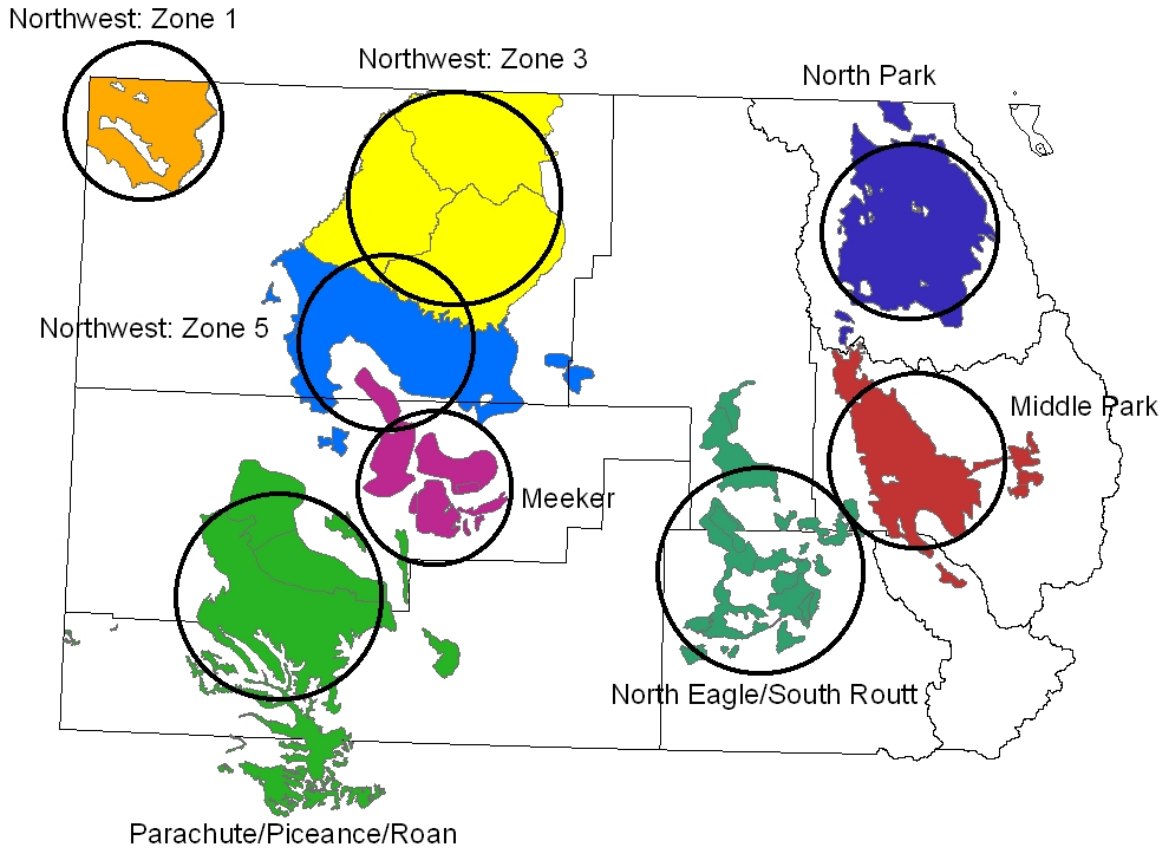 Northwest: Zone 1
Northwest: Zone 3
North Park
Northwest: Zone 5
Middle Park
Meeker
North Eagle/South Routt
Parachute/Piceance/Roan